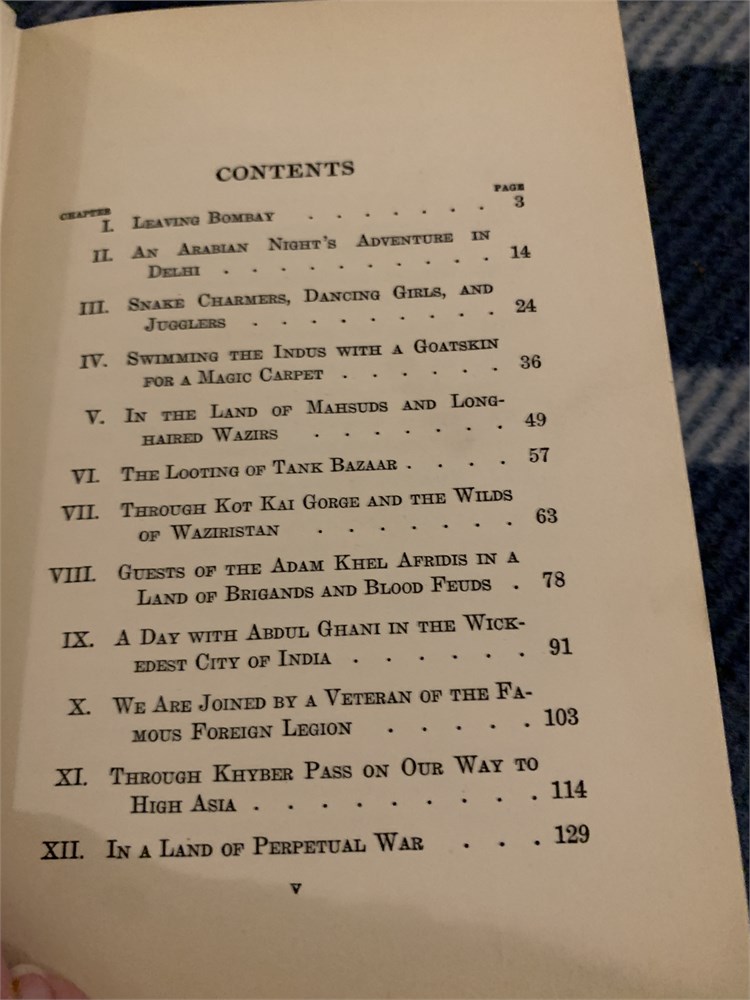 CONTENTS
CHAPTER PAGE
I. LEAVING BOMBAY . . . . . . . 3
II. AN ARABIAN NIGHT'S ADVENTURE IN
DELHI . . . . . . . . . . 14
III. SNAKE CHARMERS, DANCING GIRLS, AND
JUGGLERS . . . . . . . . . 24
IV. SWIMMING THE INDUS WITH A GOATSKIN
FOR A MAGIC CARPET . . . . . . 36
V. IN THE LAND OF MAHSUDS AND LONG-
HAIRED WAZIRS . . . . . . . 49
VI. THE LOOTING OF TANK BAZAAR . . . . 57
VII. THROUGH KOT KAI GORGE AND THE WILDS
OF WAZIRISTAN . . . . . . . 63
VIII. GUESTS OF THE ADAM KHEL AFRIDIS IN A
LAND OF BRIGANDS AND BLOOD FEUDS . 78
IX. A DAY WITH ABDUL GHANI IN THE WICK-
EDEST CITY OF INDIA . . . . . . 91
X. WE ARE JOINED BY A VETERAN OF THE FA-
MOUS FOREIGN LEGION . . . . . 103
XI. THROUGH KHYBER PASS ON OUR WAY TO
HIGH ASIA . . . . . . . . . 114
XII. IN A LAND OF PERPETUAL WAR . . . 129
v